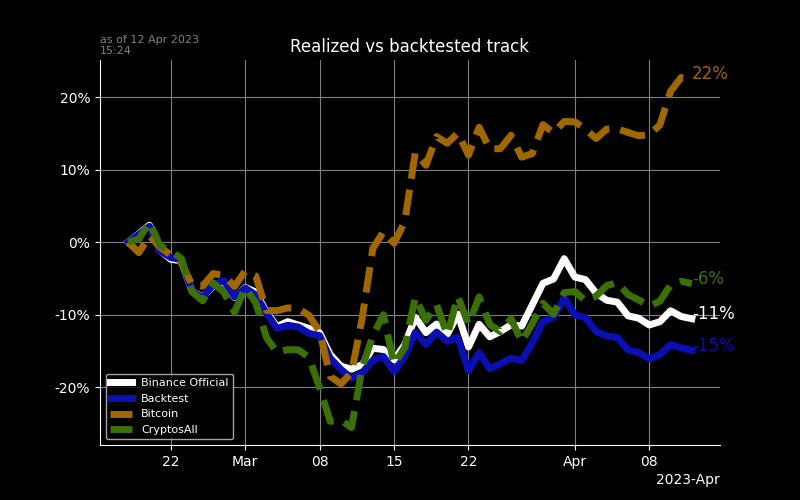 as of 12 Apr 2023
15:24
Realized vs backtested track
22%
20%
10%
0%
-10%
-20%
-6%
-11%
-15%
Binance Official
Backtest
Bitcoin
CryptosAll
22 Mar 08 15 22 Apr 08
2023-Apr